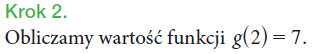 Krok 2.
Obliczamy wartość funkcji g(2) = 7.